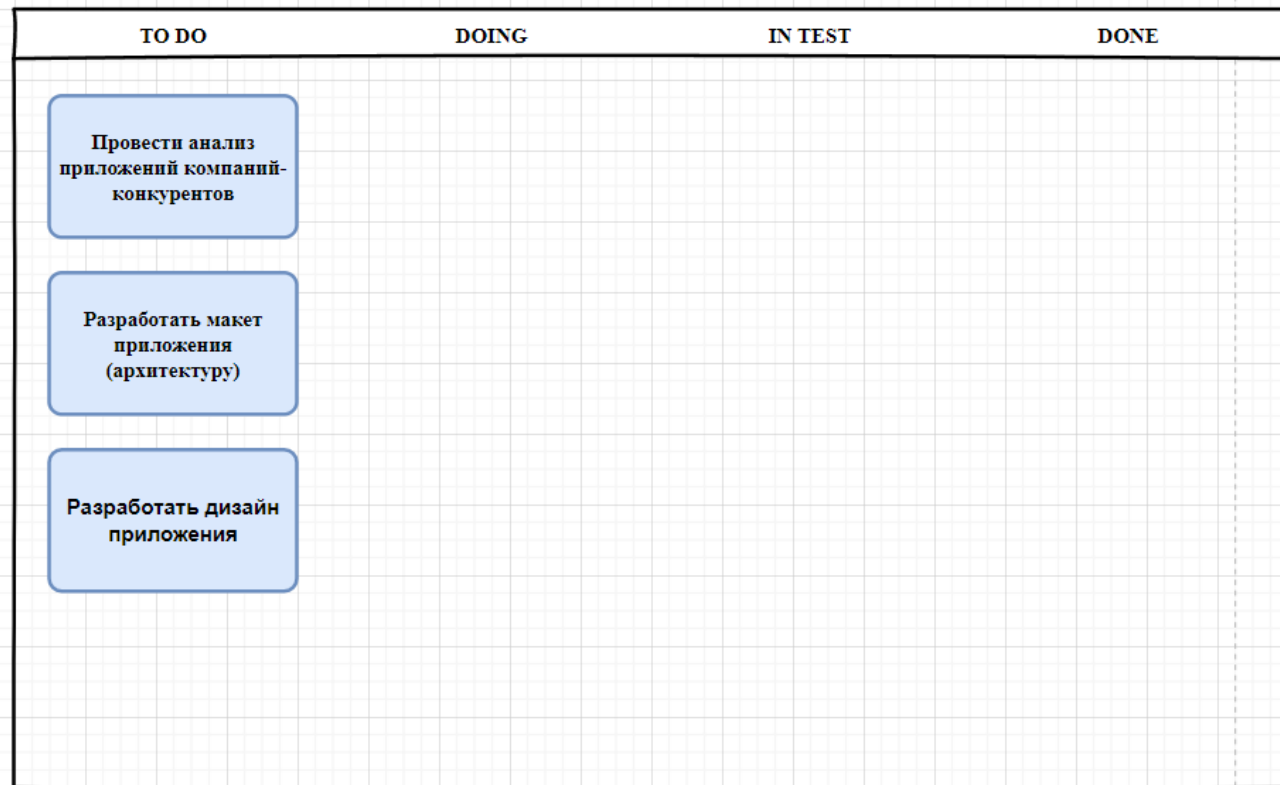 TO DO
DOING
IN TEST
DONE
Провести анализ
приложений компаний-
конкурентов
Разработать макет
приложения
(архитектуру)
Разработать дизайн
приложения